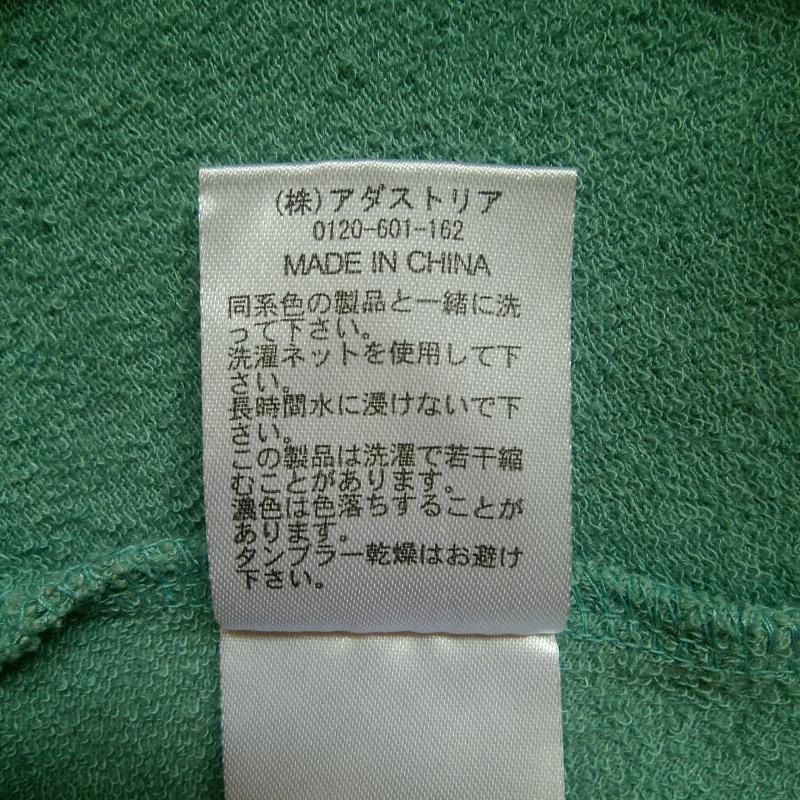 (株)アダストリア
0120-601-162
MADE IN CHINA
同系色の製品と一緒に洗
って下さい。
洗濯ネットを使用して下
さい。
長時間水に浸けないで下
さい。
この製品は洗濯で若干縮
むことがあります。
濃色は色落ちすることが
あります。
タンブラー乾燥はお避け
下さい。